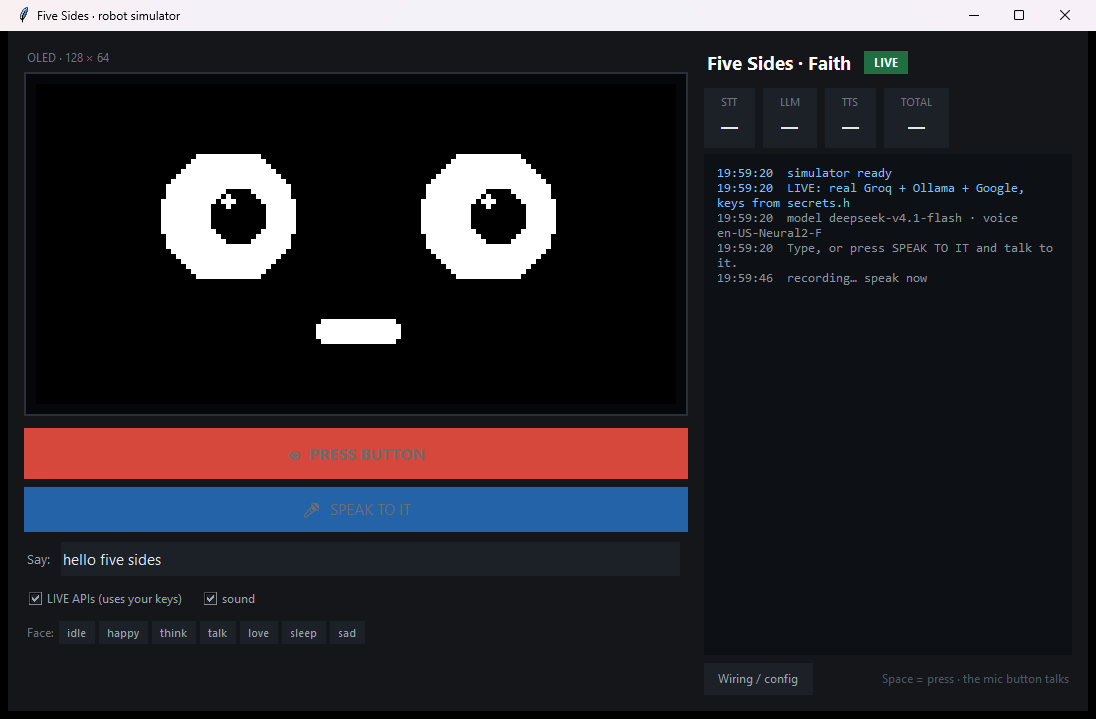 Five Sides · robot simulator
OLED · 128 × 64
PRESS BUTTON
SPEAK TO IT
Say: hello five sides
LIVE APIs (uses your keys) sound
Face: idle happy think talk love sleep sad
Five Sides · Faith LIVE
STT LLM TTS TOTAL
— — — —
19:59:20 simulator ready
19:59:20 LIVE: real Groq + Ollama + Google,
keys from secrets.h
19:59:20 model deepseek-v4.1-flash · voice
en-US-Neural2-F
19:59:20 Type, or press SPEAK TO IT and talk to
it.
19:59:46 recording… speak now
Wiring / config
Space = press · the mic button talks